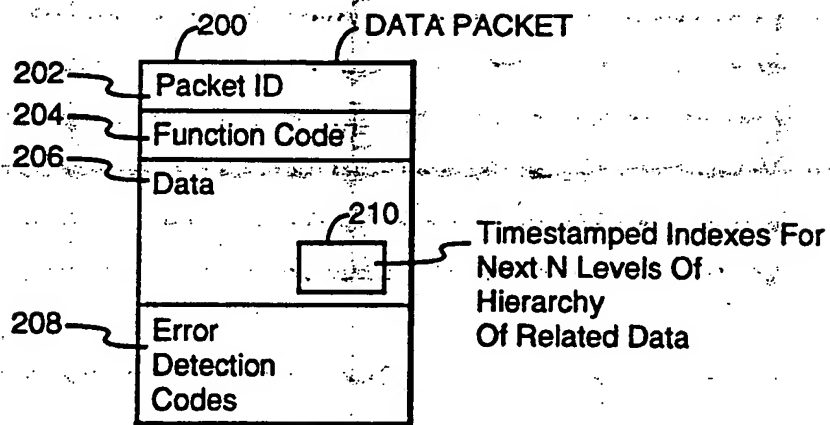 200 DATA PACKET
202 Packet ID
204 Function Code
206 Data
210
Timestamped Indexes For
Next N Levels Of
Hierarchy
Of Related Data
208 Error
Detection
Codes